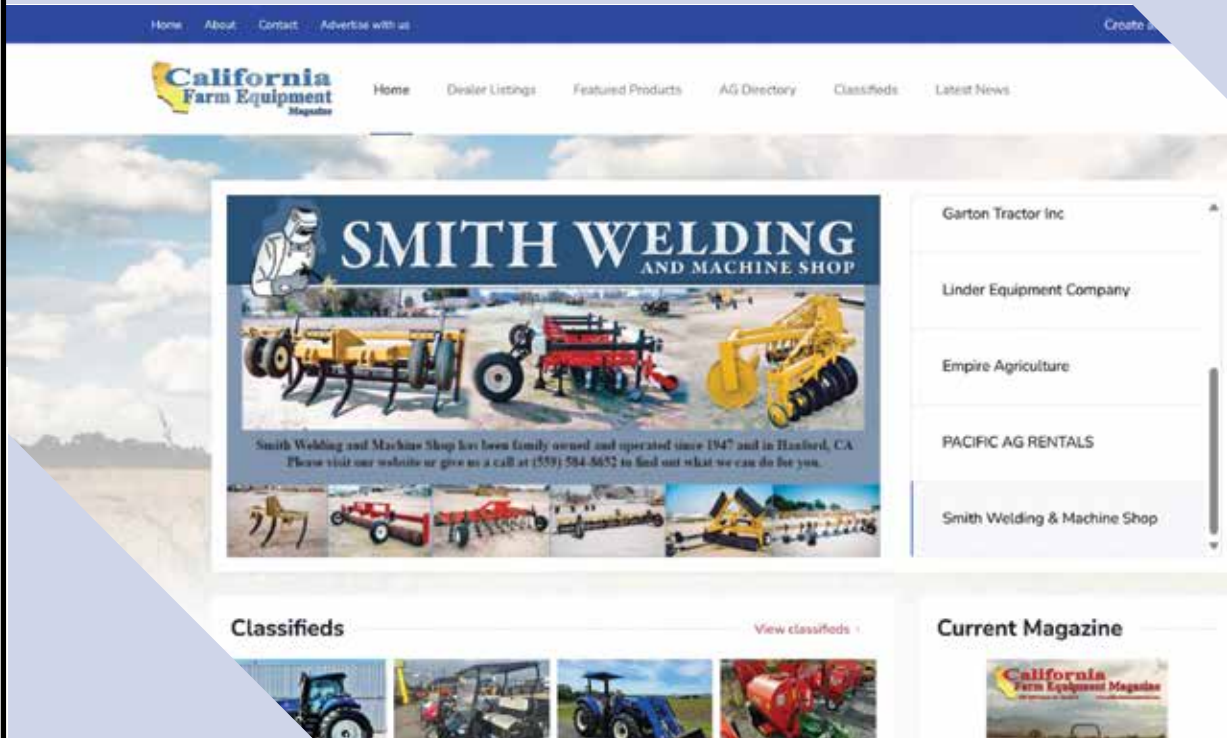 Home About Contact Advertise with us
Create
California
Farm Equipment
Magazine
Home Dealer Listings Featured Products AG Directory Classifieds Latest News
SMITH WELDING
AND MACHINE SHOP
Smith Welding and Machine Shop has been family owned and operated since 1947 and in Hanford, CA
Please visit our website or give us a call at (559) 584-8652 to find out what we can do for you.
Garton Tractor Inc
Linder Equipment Company
Empire Agriculture
PACIFIC AG RENTALS
Smith Welding & Machine Shop
Classifieds
View classifieds ›
Current Magazine
California
Farm Equipment Magazine